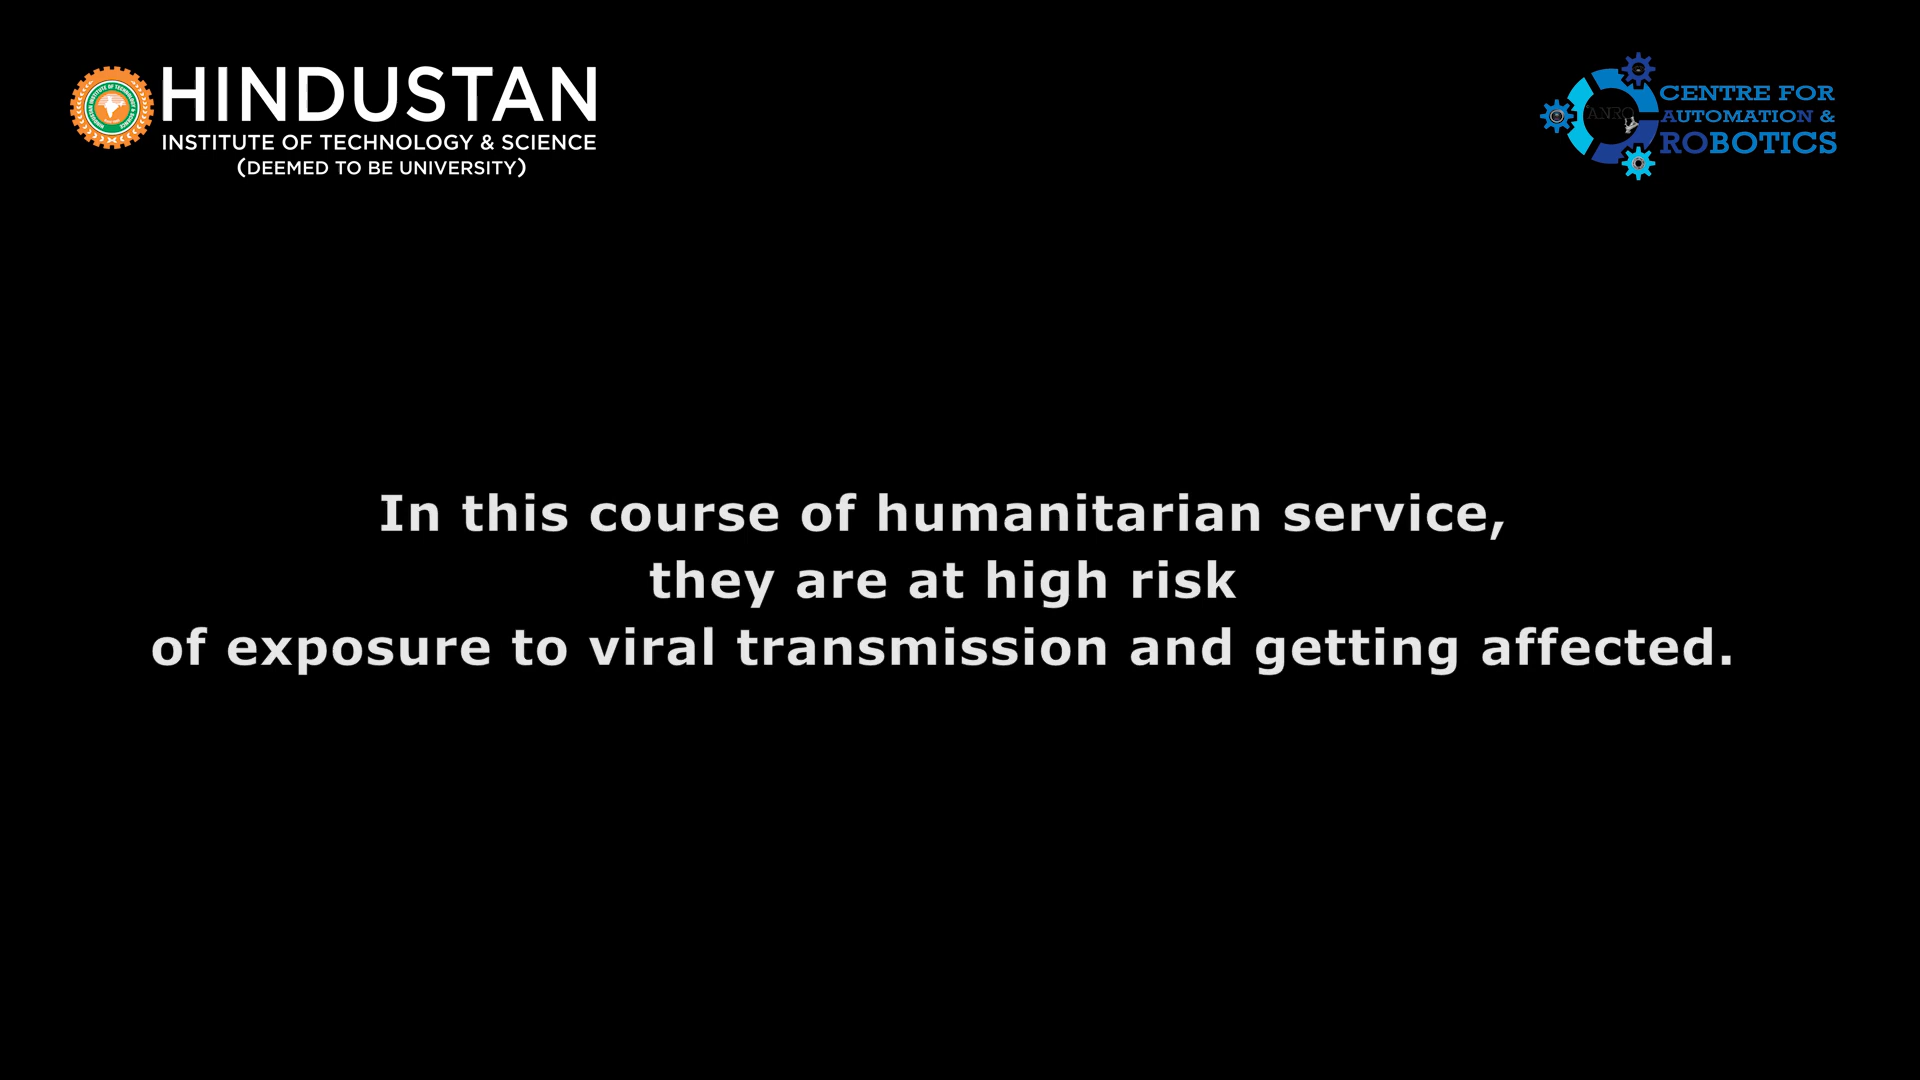 HINDUSTAN
INSTITUTE OF TECHNOLOGY & SCIENCE
(DEEMED TO BE UNIVERSITY)
CENTRE FOR
AUTOMATION &
ROBOTICS
In this course of humanitarian service,
they are at high risk
of exposure to viral transmission and getting affected.